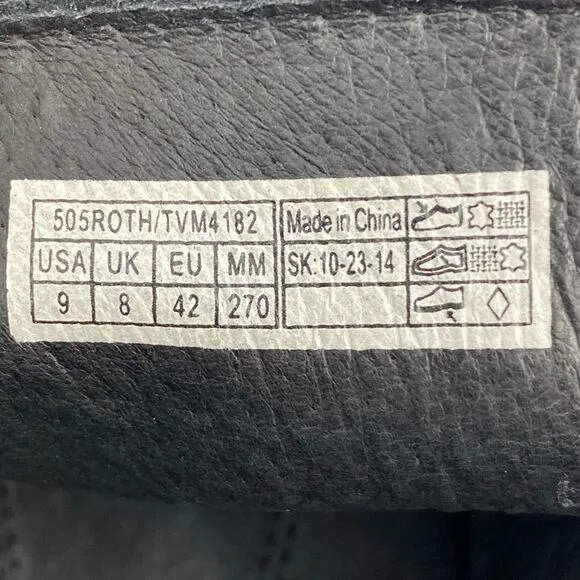 505ROTH/TVM4182 Made in China
USA UK EU MM SK:10-23-14
9 8 42 270